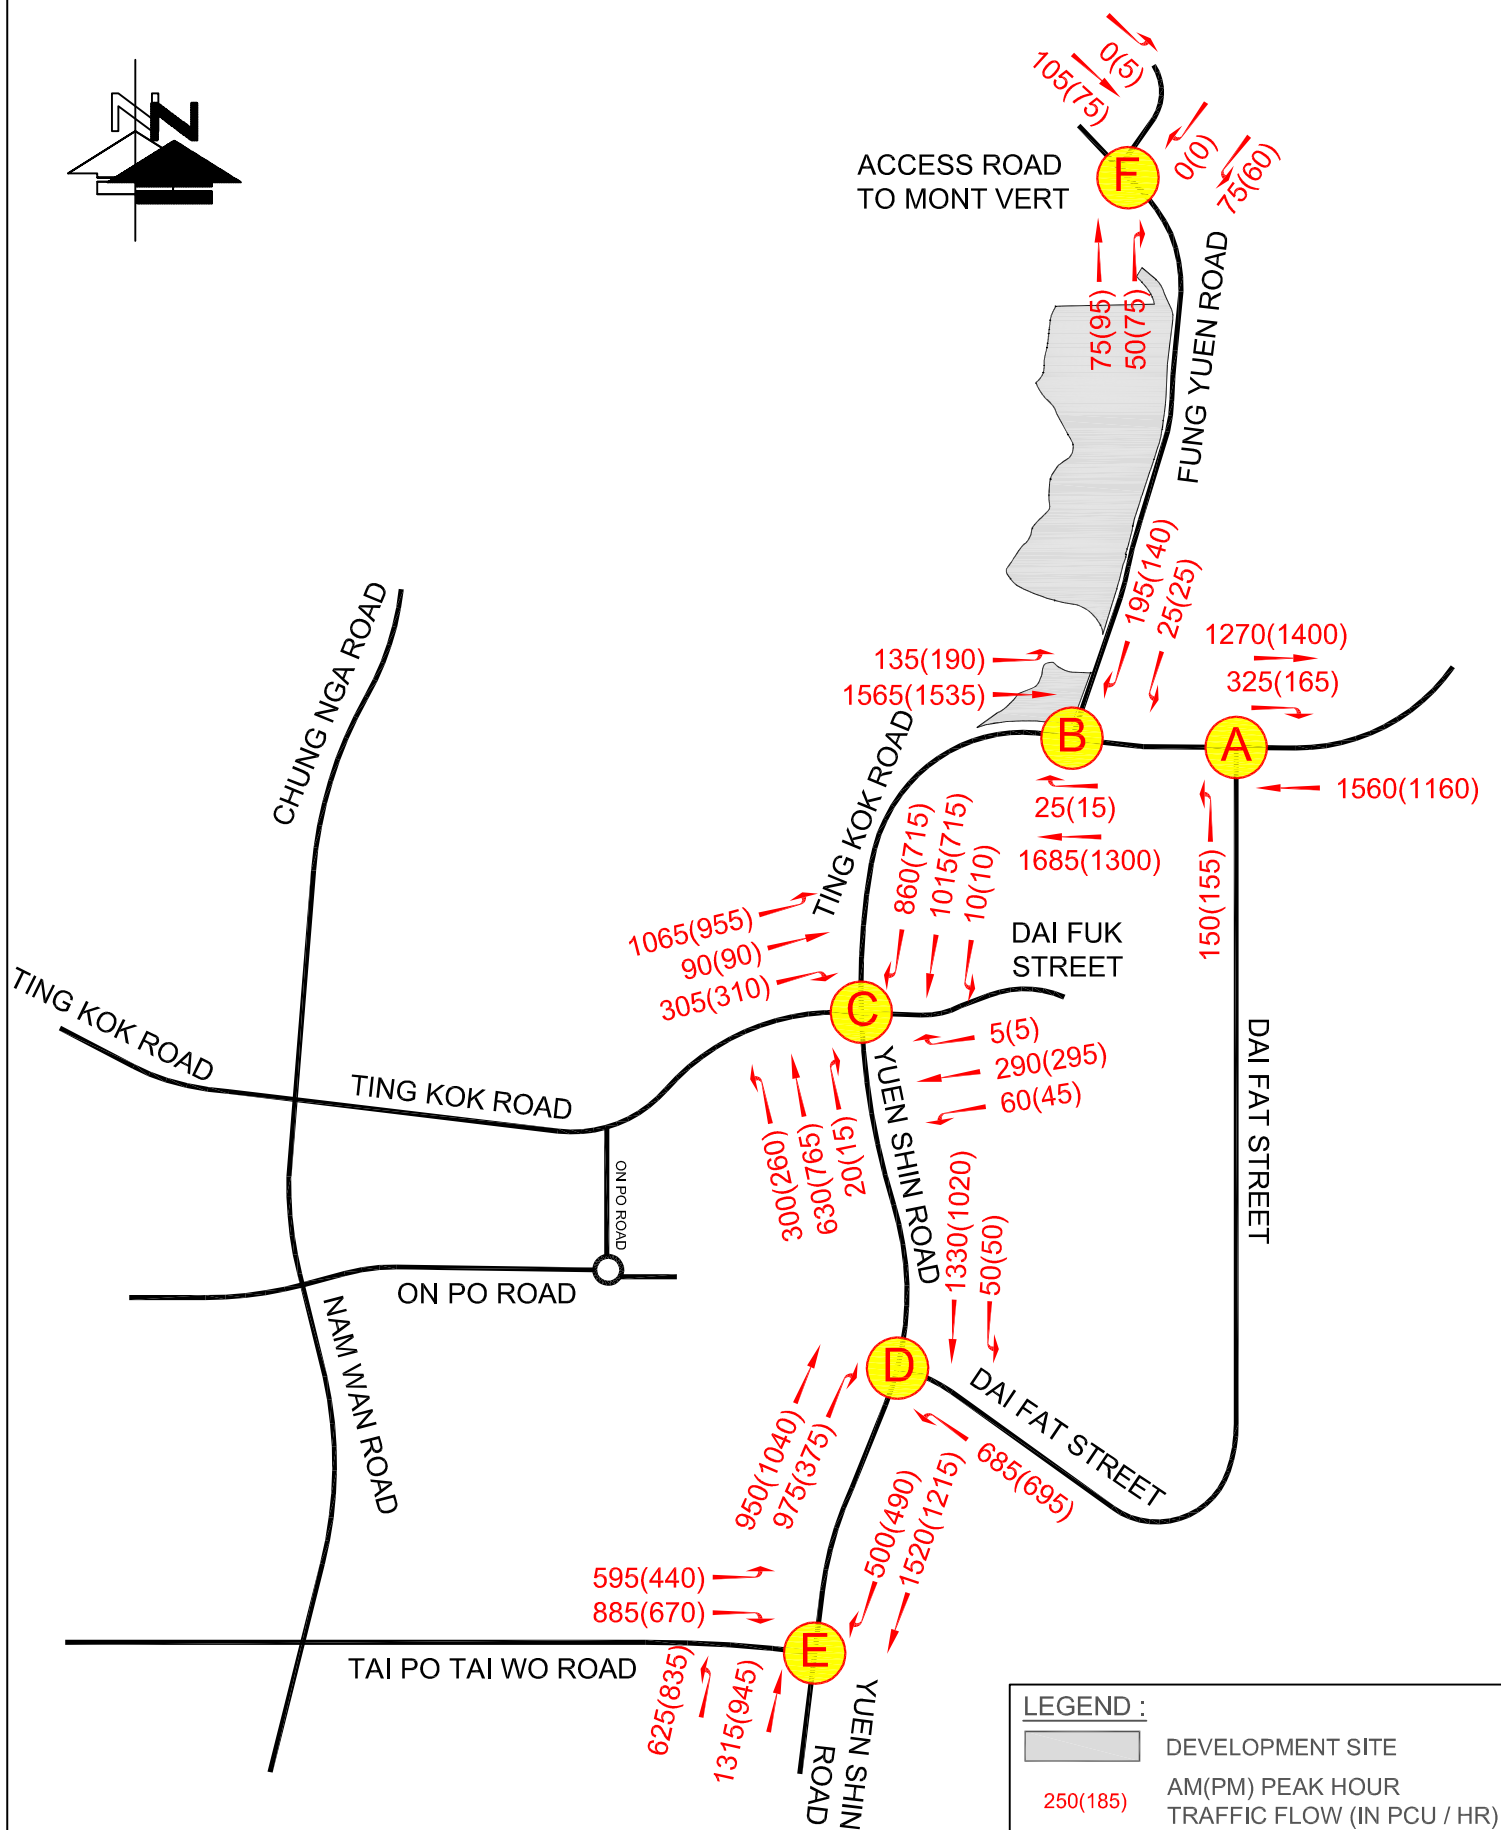 N N
0(5)
105(75)
0(0)
75(60)
F
ACCESS ROAD
TO MONT VERT
75(95)
50(75)
FUNG YUEN ROAD
195(140)
25(25)
1270(1400)
325(165)
135(190)
1565(1535)
B
A
TING KOK ROAD
25(15)
1685(1300)
1560(1160)
150(155)
CHUNG NGA ROAD
860(715)
1015(715)
10(10)
1065(955)
90(90)
305(310)
DAI FUK
STREET
C
TING KOK ROAD
TING KOK ROAD
5(5)
290(295)
60(45)
YUEN SHIN ROAD
300(260)
630(765)
20(15)
DAI FAT STREET
ON PO ROAD
ON PO ROAD
1330(1020)
50(50)
NAM WAN ROAD
D
DAI FAT STREET
950(1040)
975(375)
685(695)
500(490)
1520(1215)
595(440)
885(670)
E
TAI PO TAI WO ROAD
625(835)
1315(945)
YUEN SHIN
ROAD
LEGEND :
DEVELOPMENT SITE
250(185)
AM(PM) PEAK HOUR
TRAFFIC FLOW (IN PCU / HR)